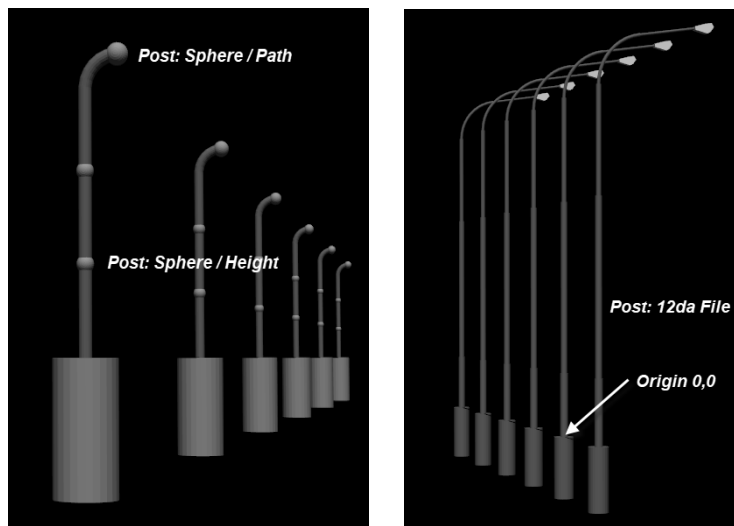 Post: Sphere / Path
Post: Sphere / Height
Post: 12da File
Origin 0,0